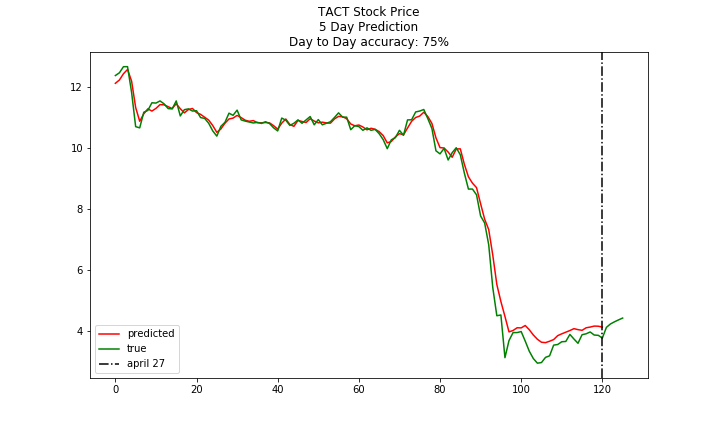 TACT Stock Price
5 Day Prediction
Day to Day accuracy: 75%
12
10
8
6
4
predicted
true
april 27
0 20 40 60 80 100 120